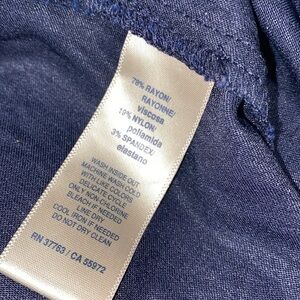 78% RAYON/
RAYONNE/
viscosa
19% NYLON/
poliamida
3% SPANDEX/
elastano
WASH INSIDE OUT
MACHINE WASH COLD
WITH LIKE COLORS
DELICATE CYCLE
ONLY NON-CHLORINE
BLEACH IF NEEDED
LINE DRY
COOL IRON IF NEEDED
DO NOT DRY CLEAN
RN 37763 / CA 55972